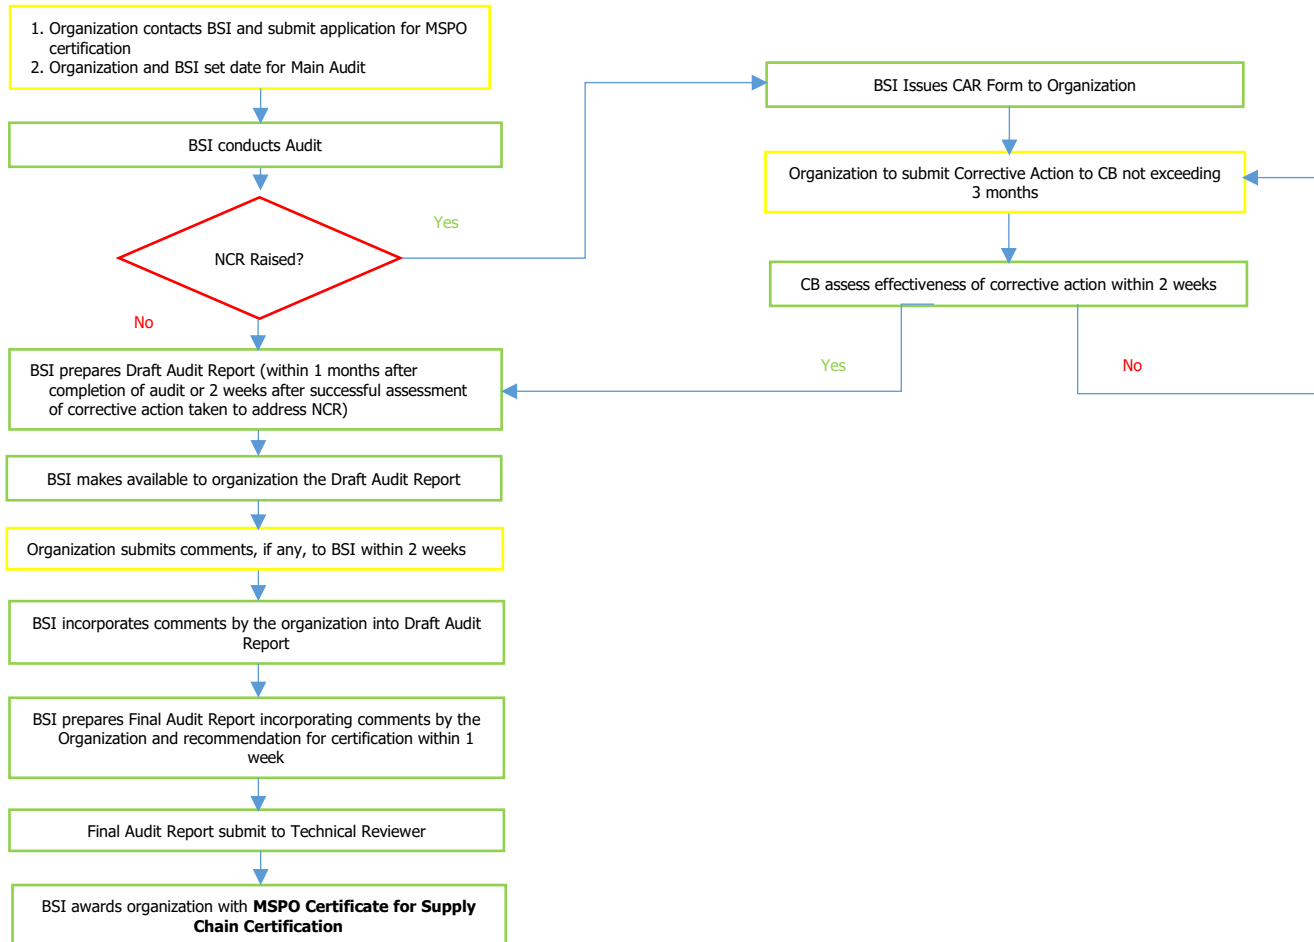 1. Organization contacts BSI and submit application for MSPO
certification
2. Organization and BSI set date for Main Audit
BSI conducts Audit
NCR Raised?
Yes
No
BSI Issues CAR Form to Organization
Organization to submit Corrective Action to CB not exceeding
3 months
CB assess effectiveness of corrective action within 2 weeks
Yes
No
BSI prepares Draft Audit Report (within 1 months after
completion of audit or 2 weeks after successful assessment
of corrective action taken to address NCR)
BSI makes available to organization the Draft Audit Report
Organization submits comments, if any, to BSI within 2 weeks
BSI incorporates comments by the organization into Draft Audit
Report
BSI prepares Final Audit Report incorporating comments by the
Organization and recommendation for certification within 1
week
Final Audit Report submit to Technical Reviewer
BSI awards organization with MSPO Certificate for Supply
Chain Certification